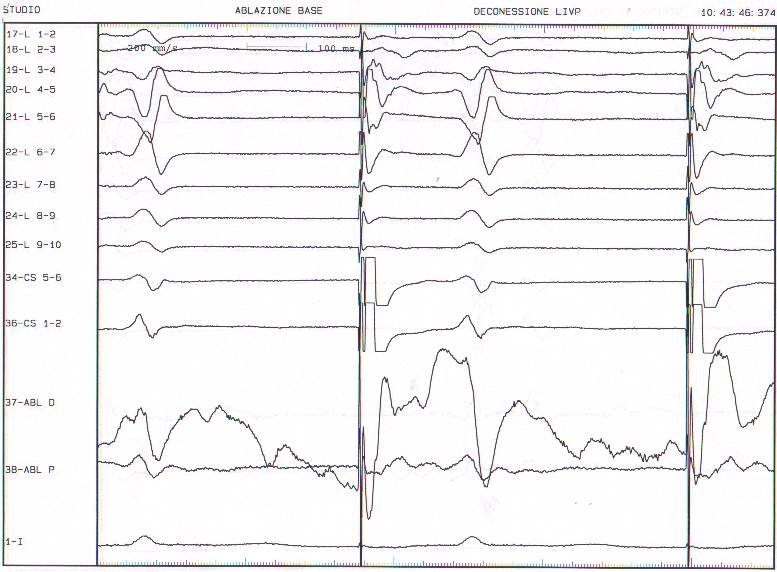 STUDIO ABLAZIONE BASE DECONESSIONE LIVP 10: 43: 46: 374
17-L 1-2
18-L 2-3 200 mm/s 100 ms
19-L 3-4
20-L 4-5
21-L 5-6
22-L 6-7
23-L 7-8
24-L 8-9
25-L 9-10
34-CS 5-6
36-CS 1-2
37-ABL D
38-ABL P
1-I